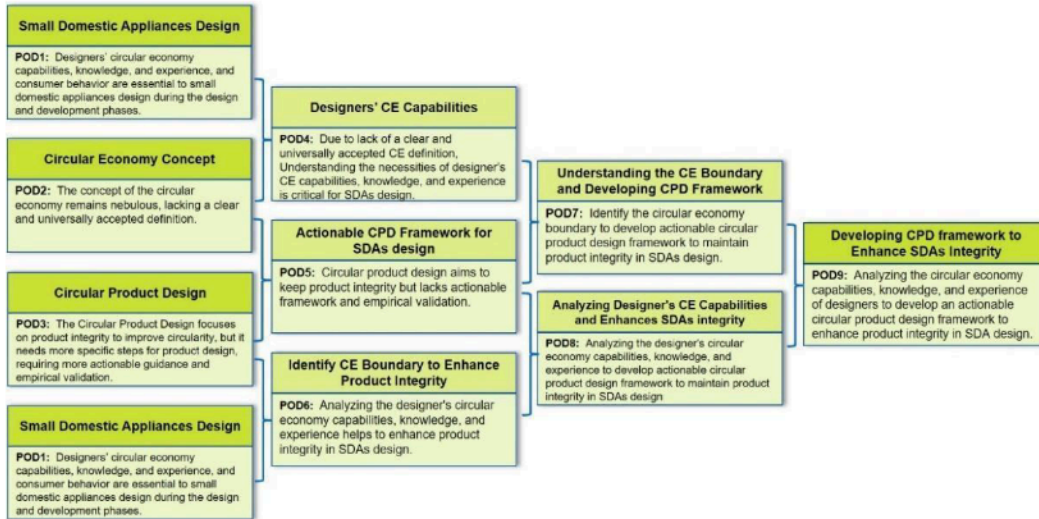 Small Domestic Appliances Design
POD1: Designers' circular economy
capabilities, knowledge, and experience, and
consumer behavior are essential to small
domestic appliances design during the design
and development phases.
Circular Economy Concept
POD2: The concept of the circular
economy remains nebulous, lacking a clear
and universally accepted definition.
Circular Product Design
POD3: The Circular Product Design focuses
on product integrity to improve circularity, but it
needs more specific steps for product design,
requiring more actionable guidance and
empirical validation.
Small Domestic Appliances Design
POD1: Designers' circular economy
capabilities, knowledge, and experience, and
consumer behavior are essential to small
domestic appliances design during the design
and development phases.
Designers' CE Capabilities
POD4: Due to lack of a clear and
universally accepted CE definition,
Understanding the necessities of designer's
CE capabilities, knowledge, and experience
is critical for SDAs design.
Actionable CPD Framework for
SDAs design
POD5: Circular product design aims to
keep product integrity but lacks actionable
framework and empirical validation.
Identify CE Boundary to Enhance
Product Integrity
POD6: Analyzing the designer's circular
economy capabilities, knowledge, and
experience helps to enhance product
integrity in SDAs design.
Understanding the CE Boundary
and Developing CPD Framework
POD7: Identify the circular economy
boundary to develop actionable circular
product design framework to maintain
product integrity in SDAs design.
Analyzing Designer's CE Capabilities
and Enhances SDAs integrity
POD8: Analyzing the designer's circular
economy capabilities, knowledge, and
experience to develop actionable circular
product design framework to maintain product
integrity in SDAs design
Developing CPD framework to
Enhance SDAs Integrity
POD9: Analyzing the circular economy
capabilities, knowledge, and experience
of designers to develop an actionable
circular product design framework to
enhance product integrity in SDA design.